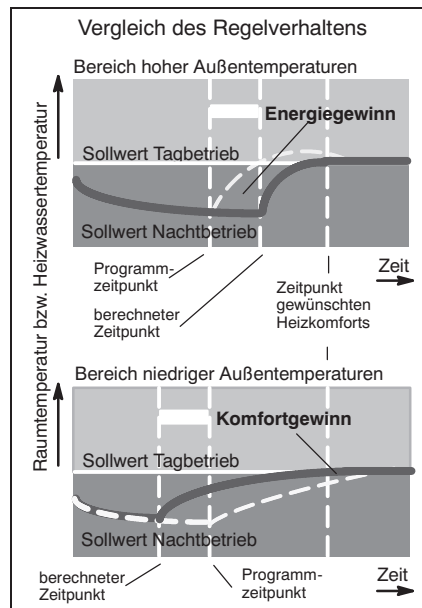 Vergleich des Regelverhaltens
Raumtemperatur bzw. Heizwassertemperatur
Bereich hoher Außentemperaturen
Energiegewinn
Sollwert Tagbetrieb
Sollwert Nachtbetrieb
Programm-
zeitpunkt
berechneter
Zeitpunkt
Zeitpunkt
gewünschten
Heizkomforts
Zeit
Bereich niedriger Außentemperaturen
Komfortgewinn
Sollwert Tagbetrieb
Sollwert Nachtbetrieb
berechneter
Zeitpunkt
Programm-
zeitpunkt
Zeit